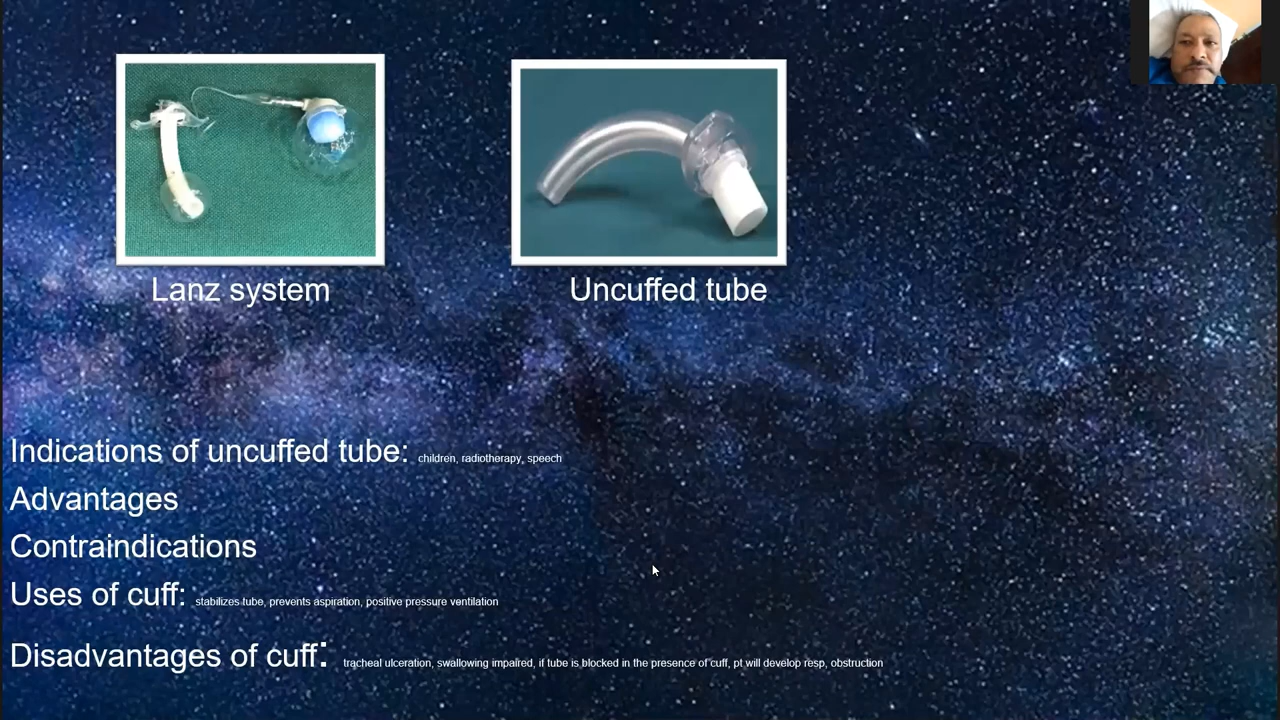 Lanz system
Uncuffed tube
Indications of uncuffed tube: children, radiotherapy, speech
Advantages
Contraindications
Uses of cuff: stabilizes tube, prevents aspiration, positive pressure ventilation
Disadvantages of cuff: tracheal ulceration, swallowing impaired, if tube is blocked in the presence of cuff, pt will develop resp, obstruction